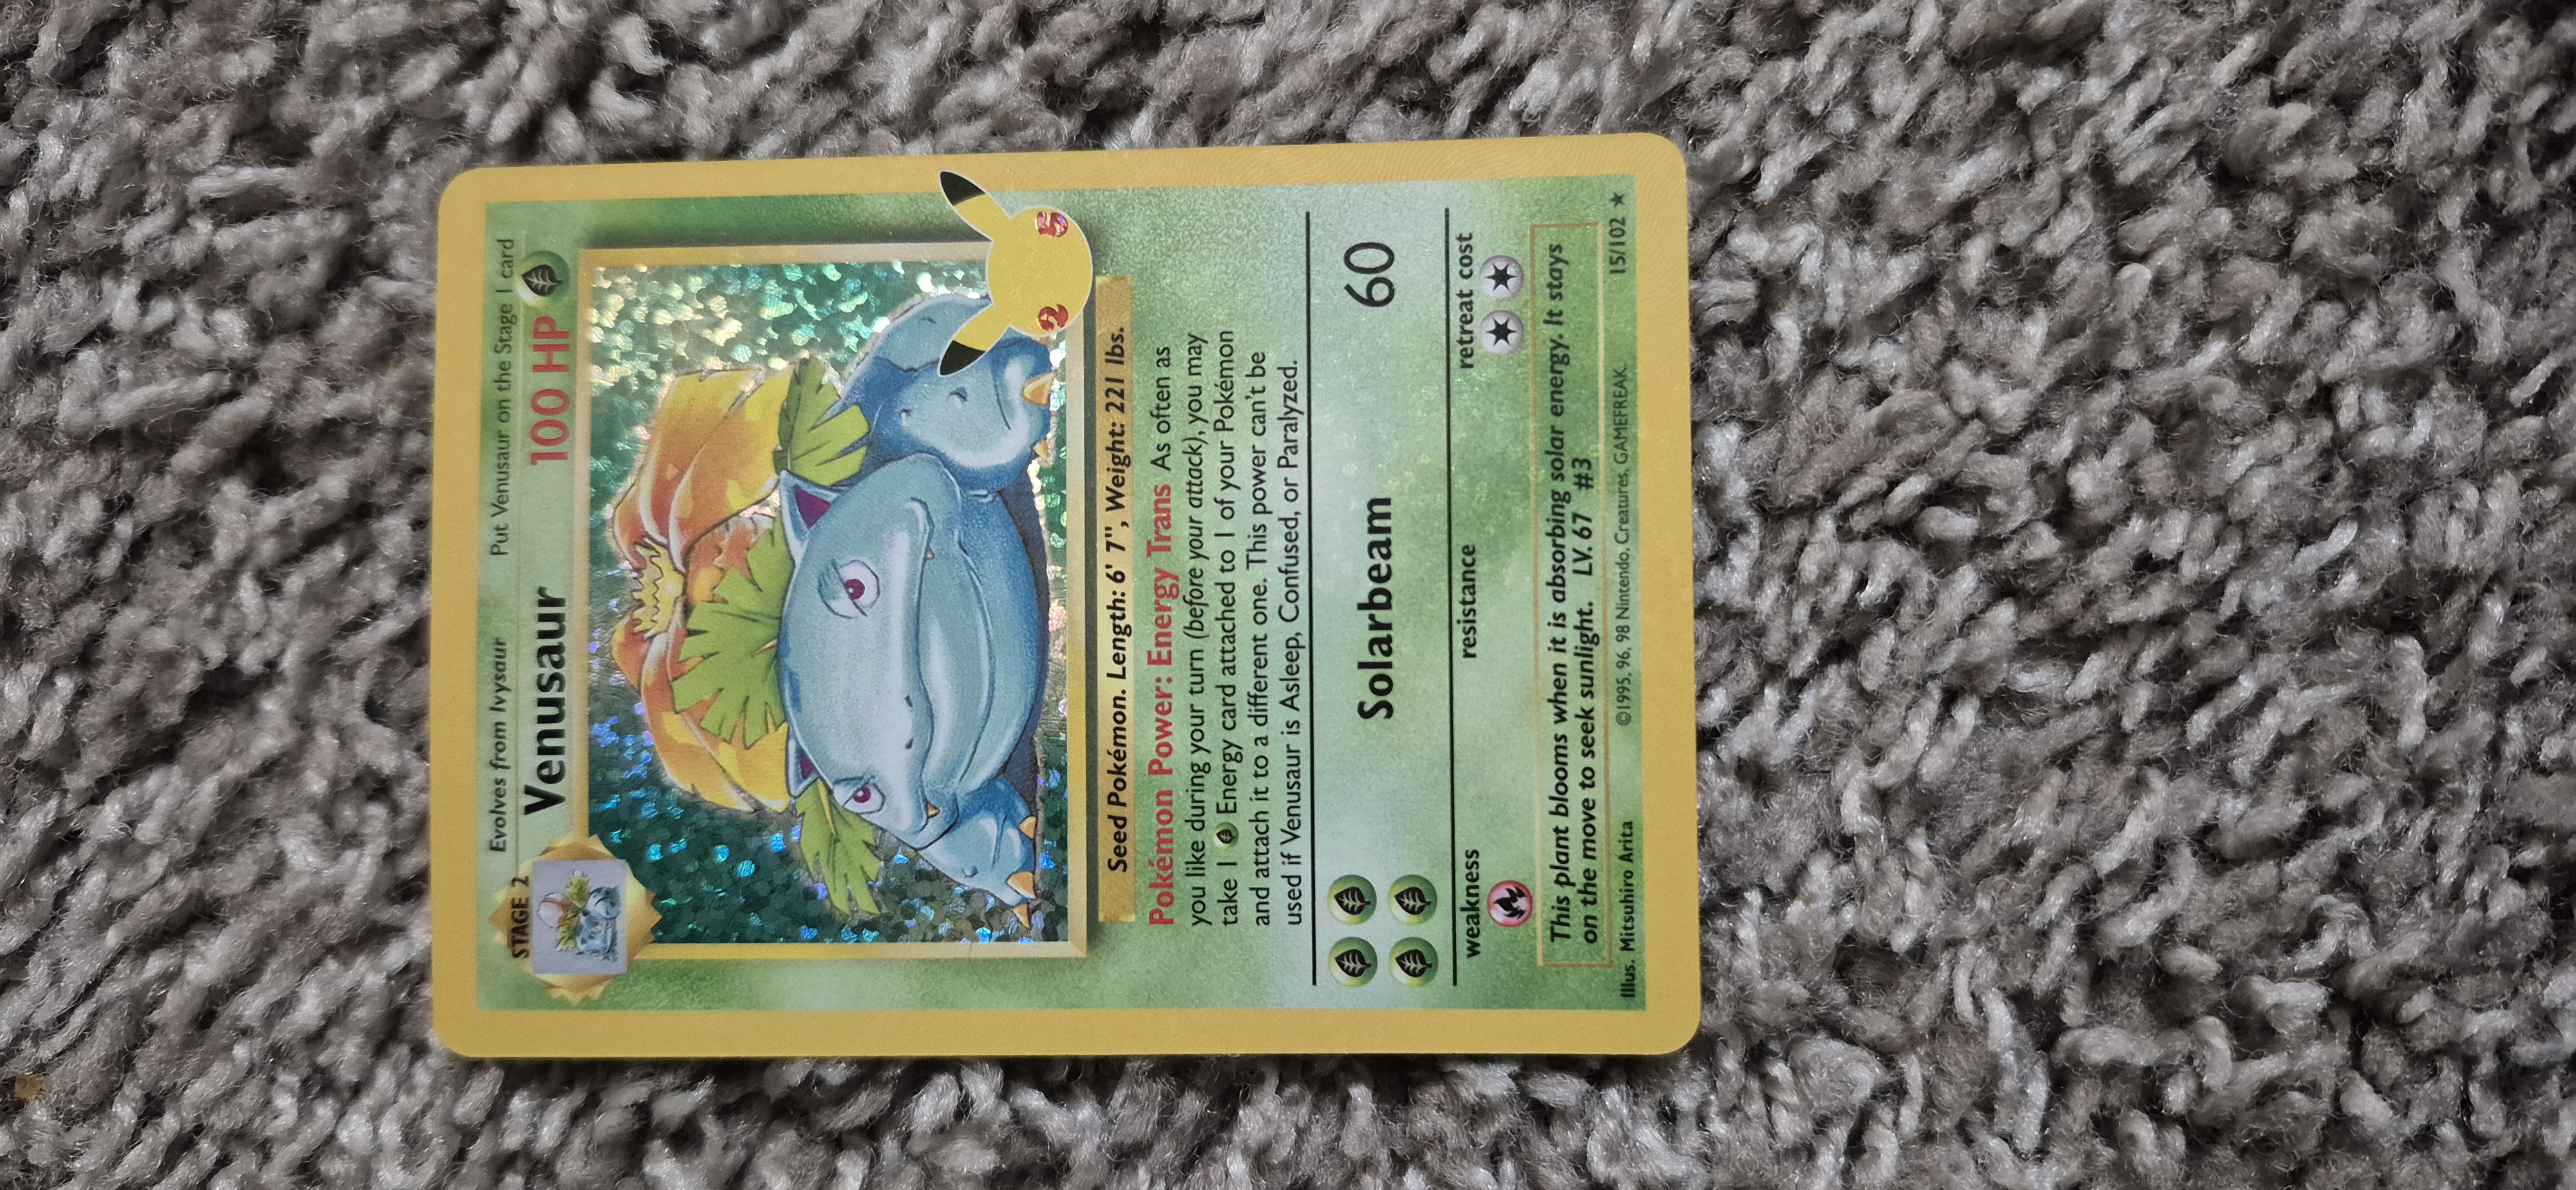 STAGE 2
Evolves from Ivysaur Put Venusaur on the Stage 1 card
Venusaur 100 HP
25
Seed Pokémon. Length: 6' 7", Weight: 221 lbs.
Pokémon Power: Energy Trans As often as
you like during your turn (before your attack), you may
take 1 Energy card attached to 1 of your Pokémon
and attach it to a different one. This power can't be
used if Venusaur is Asleep, Confused, or Paralyzed.
Solarbeam 60
weakness resistance retreat cost
This plant blooms when it is absorbing solar energy. It stays
on the move to seek sunlight. LV. 67 #3
Illus. Mitsuhiro Arita ©1995, 96, 98 Nintendo, Creatures, GAMEFREAK. 15/102 ★